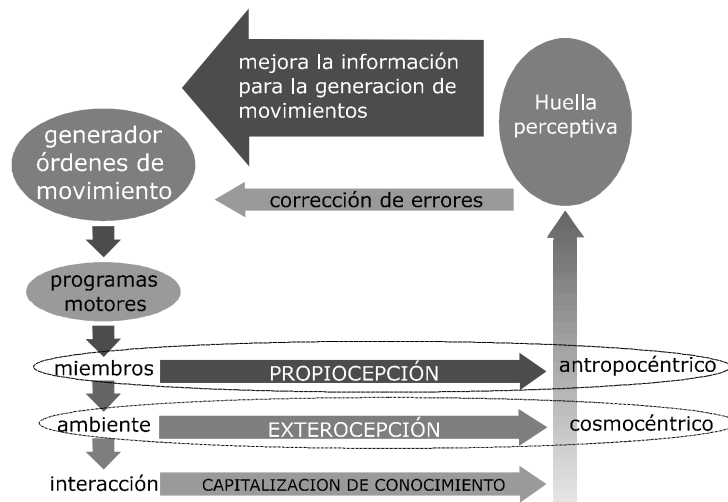 mejora la información
para la generacion de
movimientos
Huella
perceptiva
generador
órdenes de
movimiento
corrección de errores
programas
motores
miembros
PROPIOCEPCIÓN
antropocéntrico
ambiente
EXTEROCEPCIÓN
cosmocéntrico
interacción
CAPITALIZACION DE CONOCIMIENTO